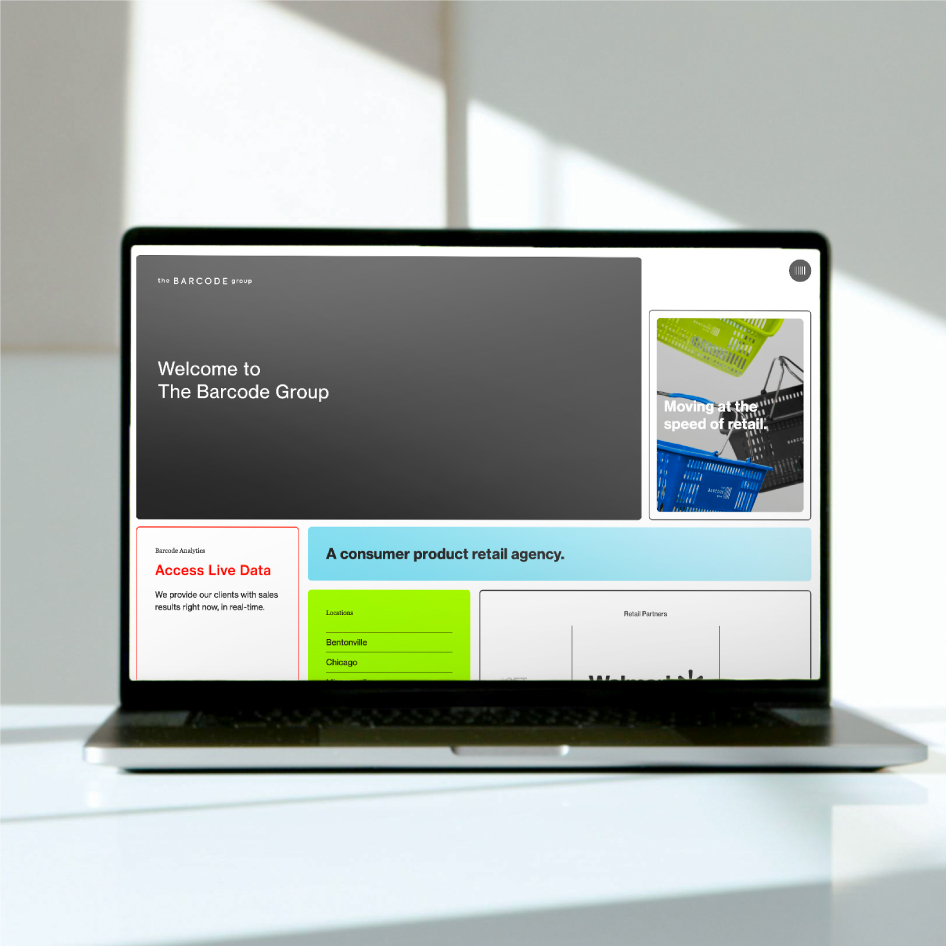 the BARCODE group
Welcome to
The Barcode Group
Moving at the
speed of retail.
BARCODE
Barcode Analytics
Access Live Data
We provide our clients with sales
results right now, in real-time.
A consumer product retail agency.
Locations
Bentonville
Chicago
Retail Partners
Walmart